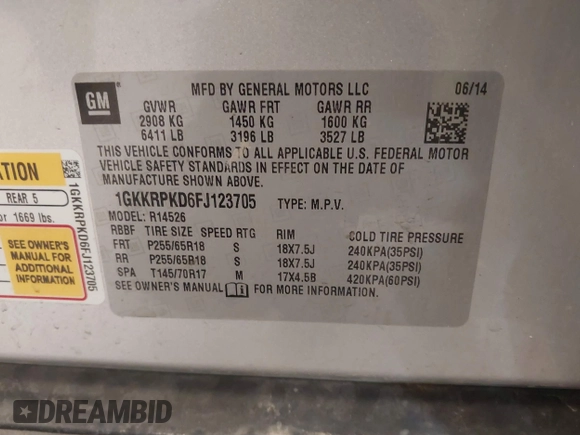 GM
MFD BY GENERAL MOTORS LLC 06/14
GVWR GAWR FRT GAWR RR
2908 KG 1450 KG 1600 KG
6411 LB 3196 LB 3527 LB
THIS VEHICLE CONFORMS TO ALL APPLICABLE U.S. FEDERAL MOTOR
VEHICLE SAFETY STANDARDS IN EFFECT ON THE DATE OF
MANUFACTURE SHOWN ABOVE.
1GKKRPKD6FJ123705 TYPE: M.P.V.
MODEL: R14526
RBBF TIRE SIZE SPEED RTG RIM COLD TIRE PRESSURE
FRT P255/65R18 S 18X7.5J 240KPA(35PSI)
RR P255/65R18 S 18X7.5J 240KPA(35PSI)
SPA T145/70R17 M 17X4.5B 420KPA(60PSI)
SEE OWNER'S MANUAL FOR MORE INFORMATION
ATION
REAR 5
or 1669 lbs.
SEE OWNER'S
MANUAL FOR
ADDITIONAL
INFORMATION
1GKKRPKD6FJ123705
DREAMBID